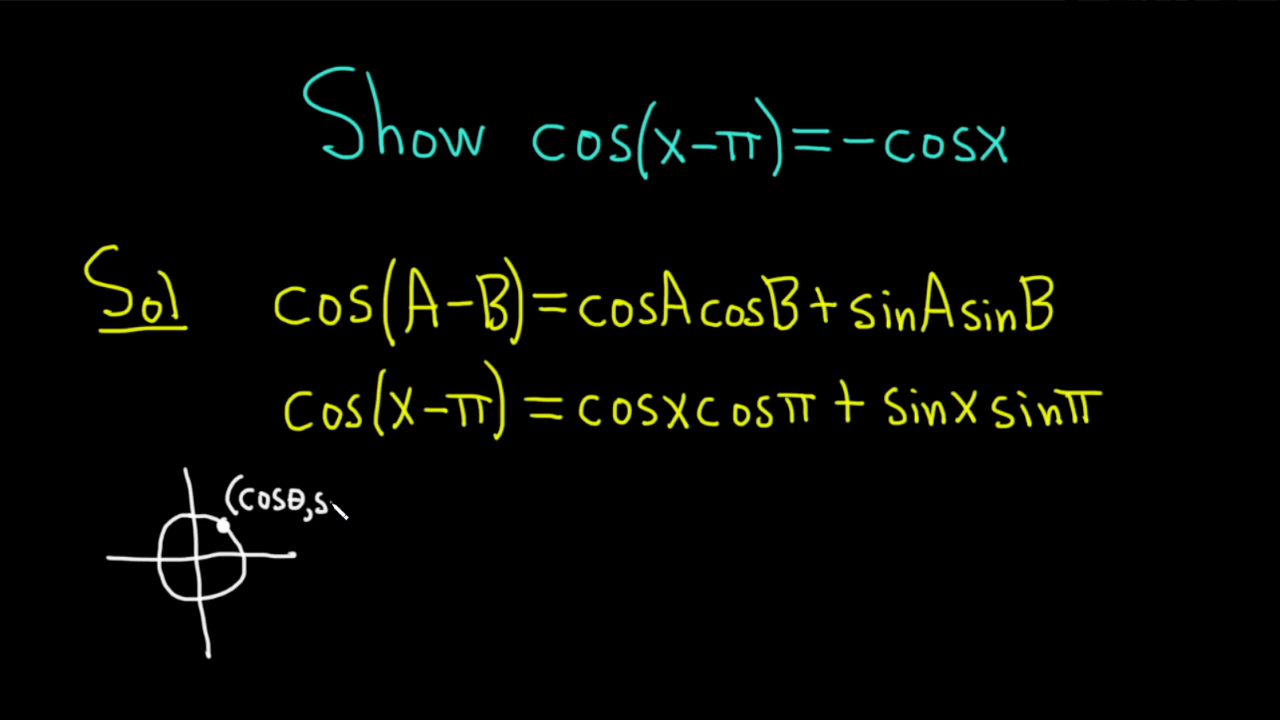 Show cos(x-π)=-cosx
Sol cos(A-B)=cosAcosB+sinAsinB
cos(x-π)=cosxcosπ+sinxsinπ
(cosθ,s